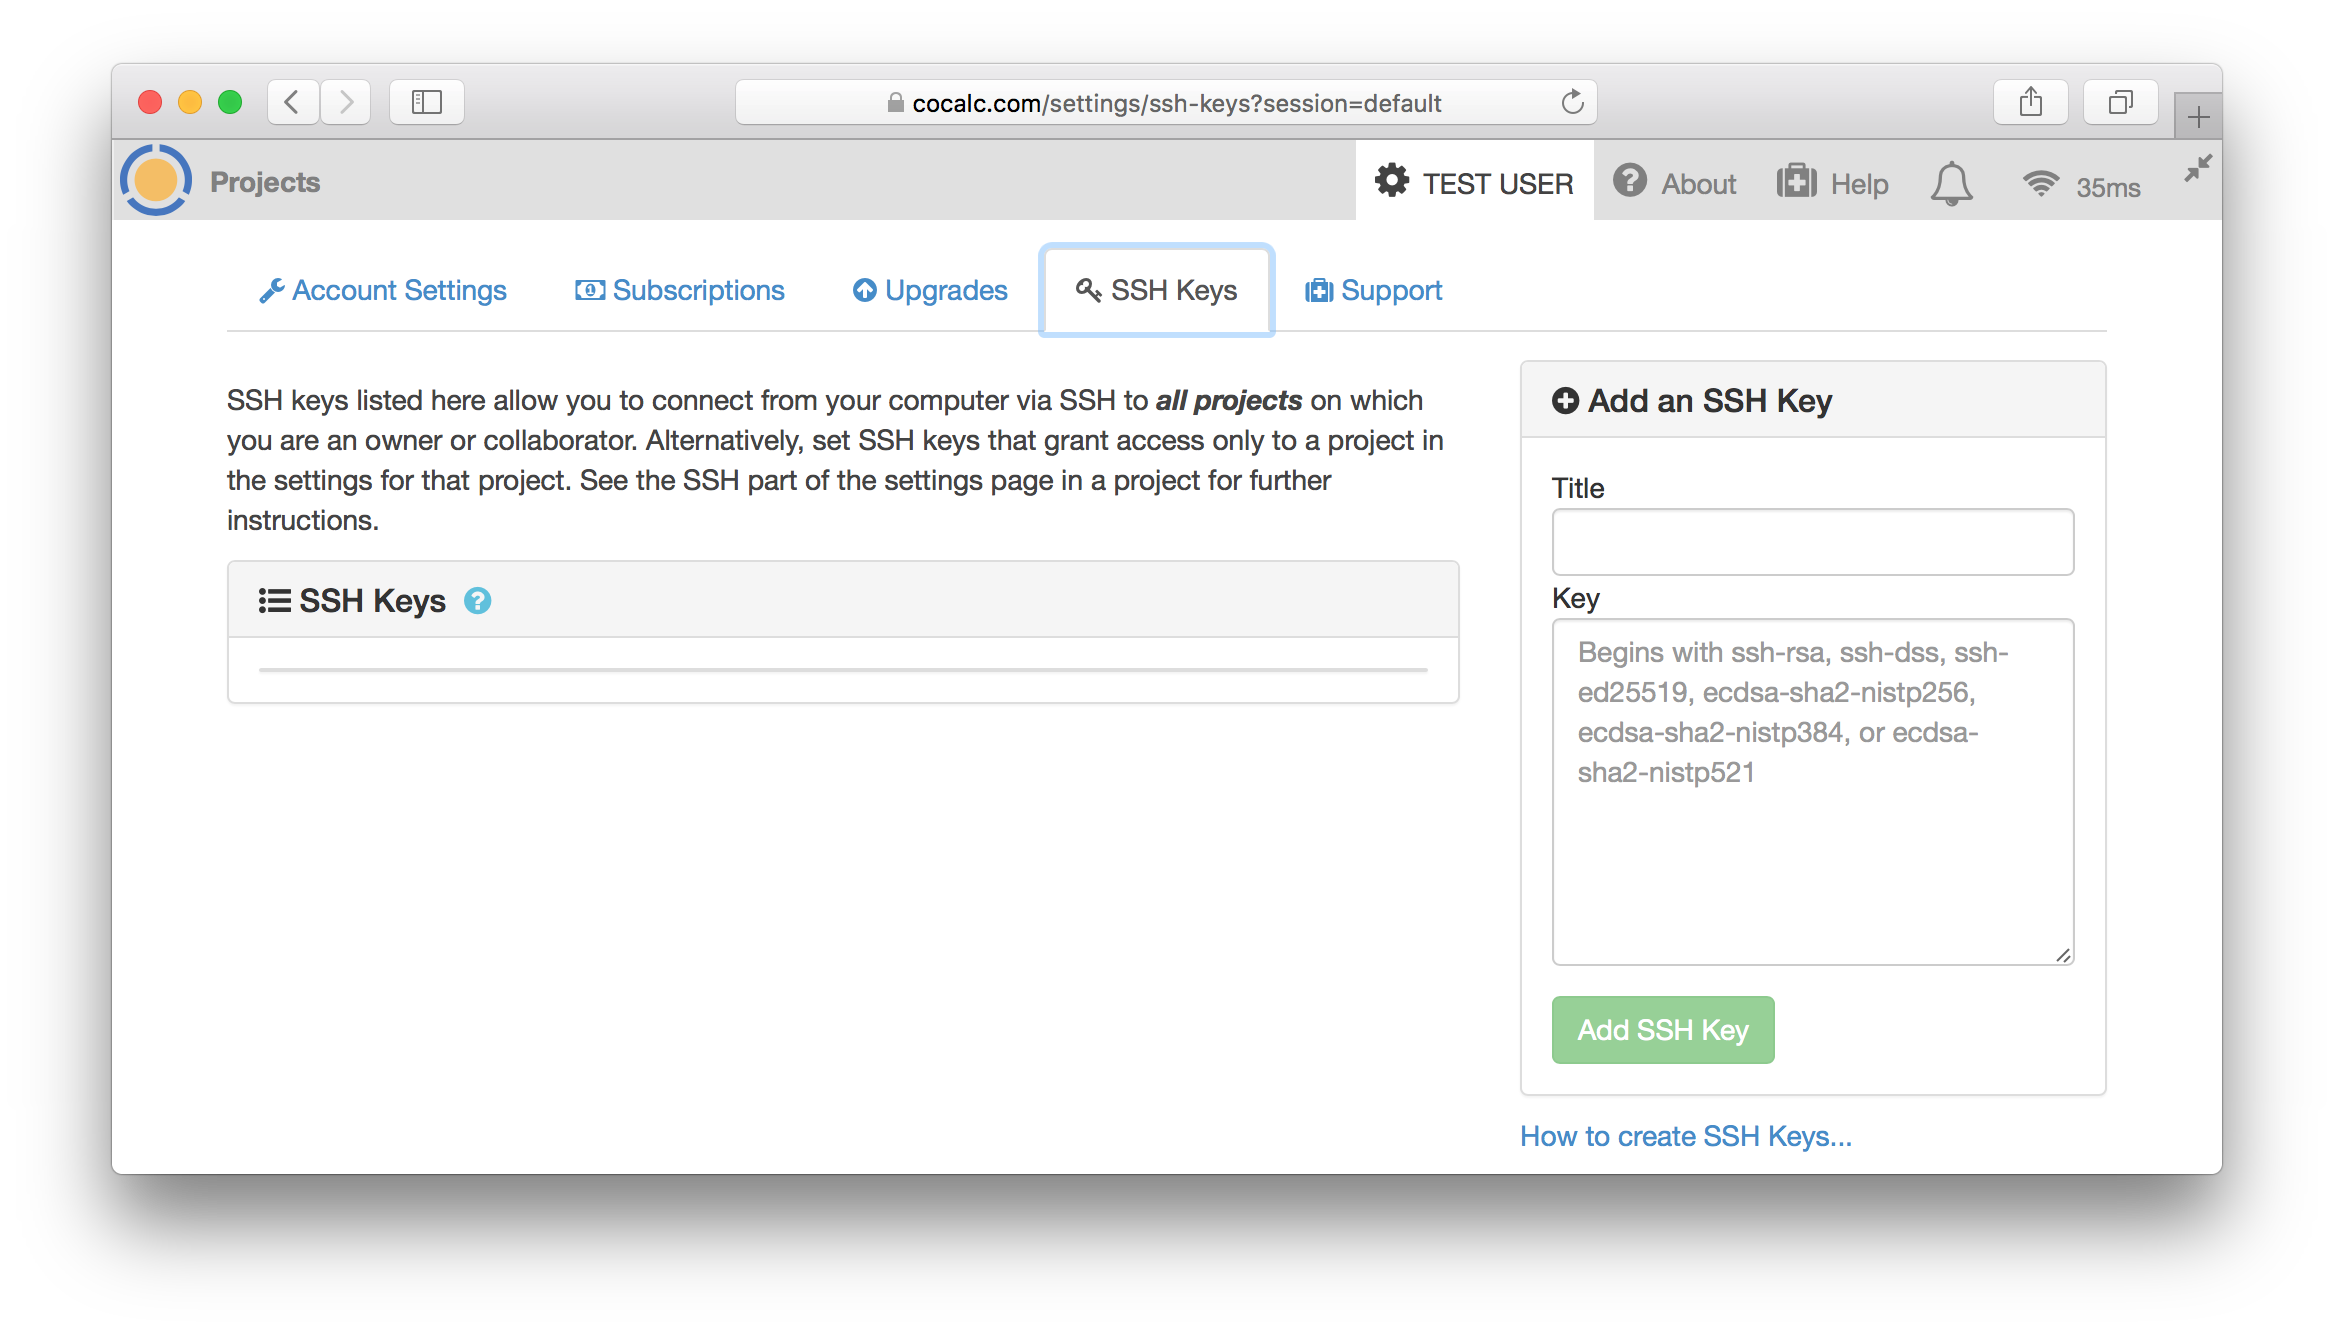 cocalc.com/settings/ssh-keys?session=default
Projects
TEST USER
About
Help
35ms
Account Settings
Subscriptions
Upgrades
SSH Keys
Support
SSH keys listed here allow you to connect from your computer via SSH to all projects on which
you are an owner or collaborator. Alternatively, set SSH keys that grant access only to a project in
the settings for that project. See the SSH part of the settings page in a project for further
instructions.
SSH Keys
Add an SSH Key
Title
Key
Begins with ssh-rsa, ssh-dss, ssh-
ed25519, ecdsa-sha2-nistp256,
ecdsa-sha2-nistp384, or ecdsa-
sha2-nistp521
Add SSH Key
How to create SSH Keys...